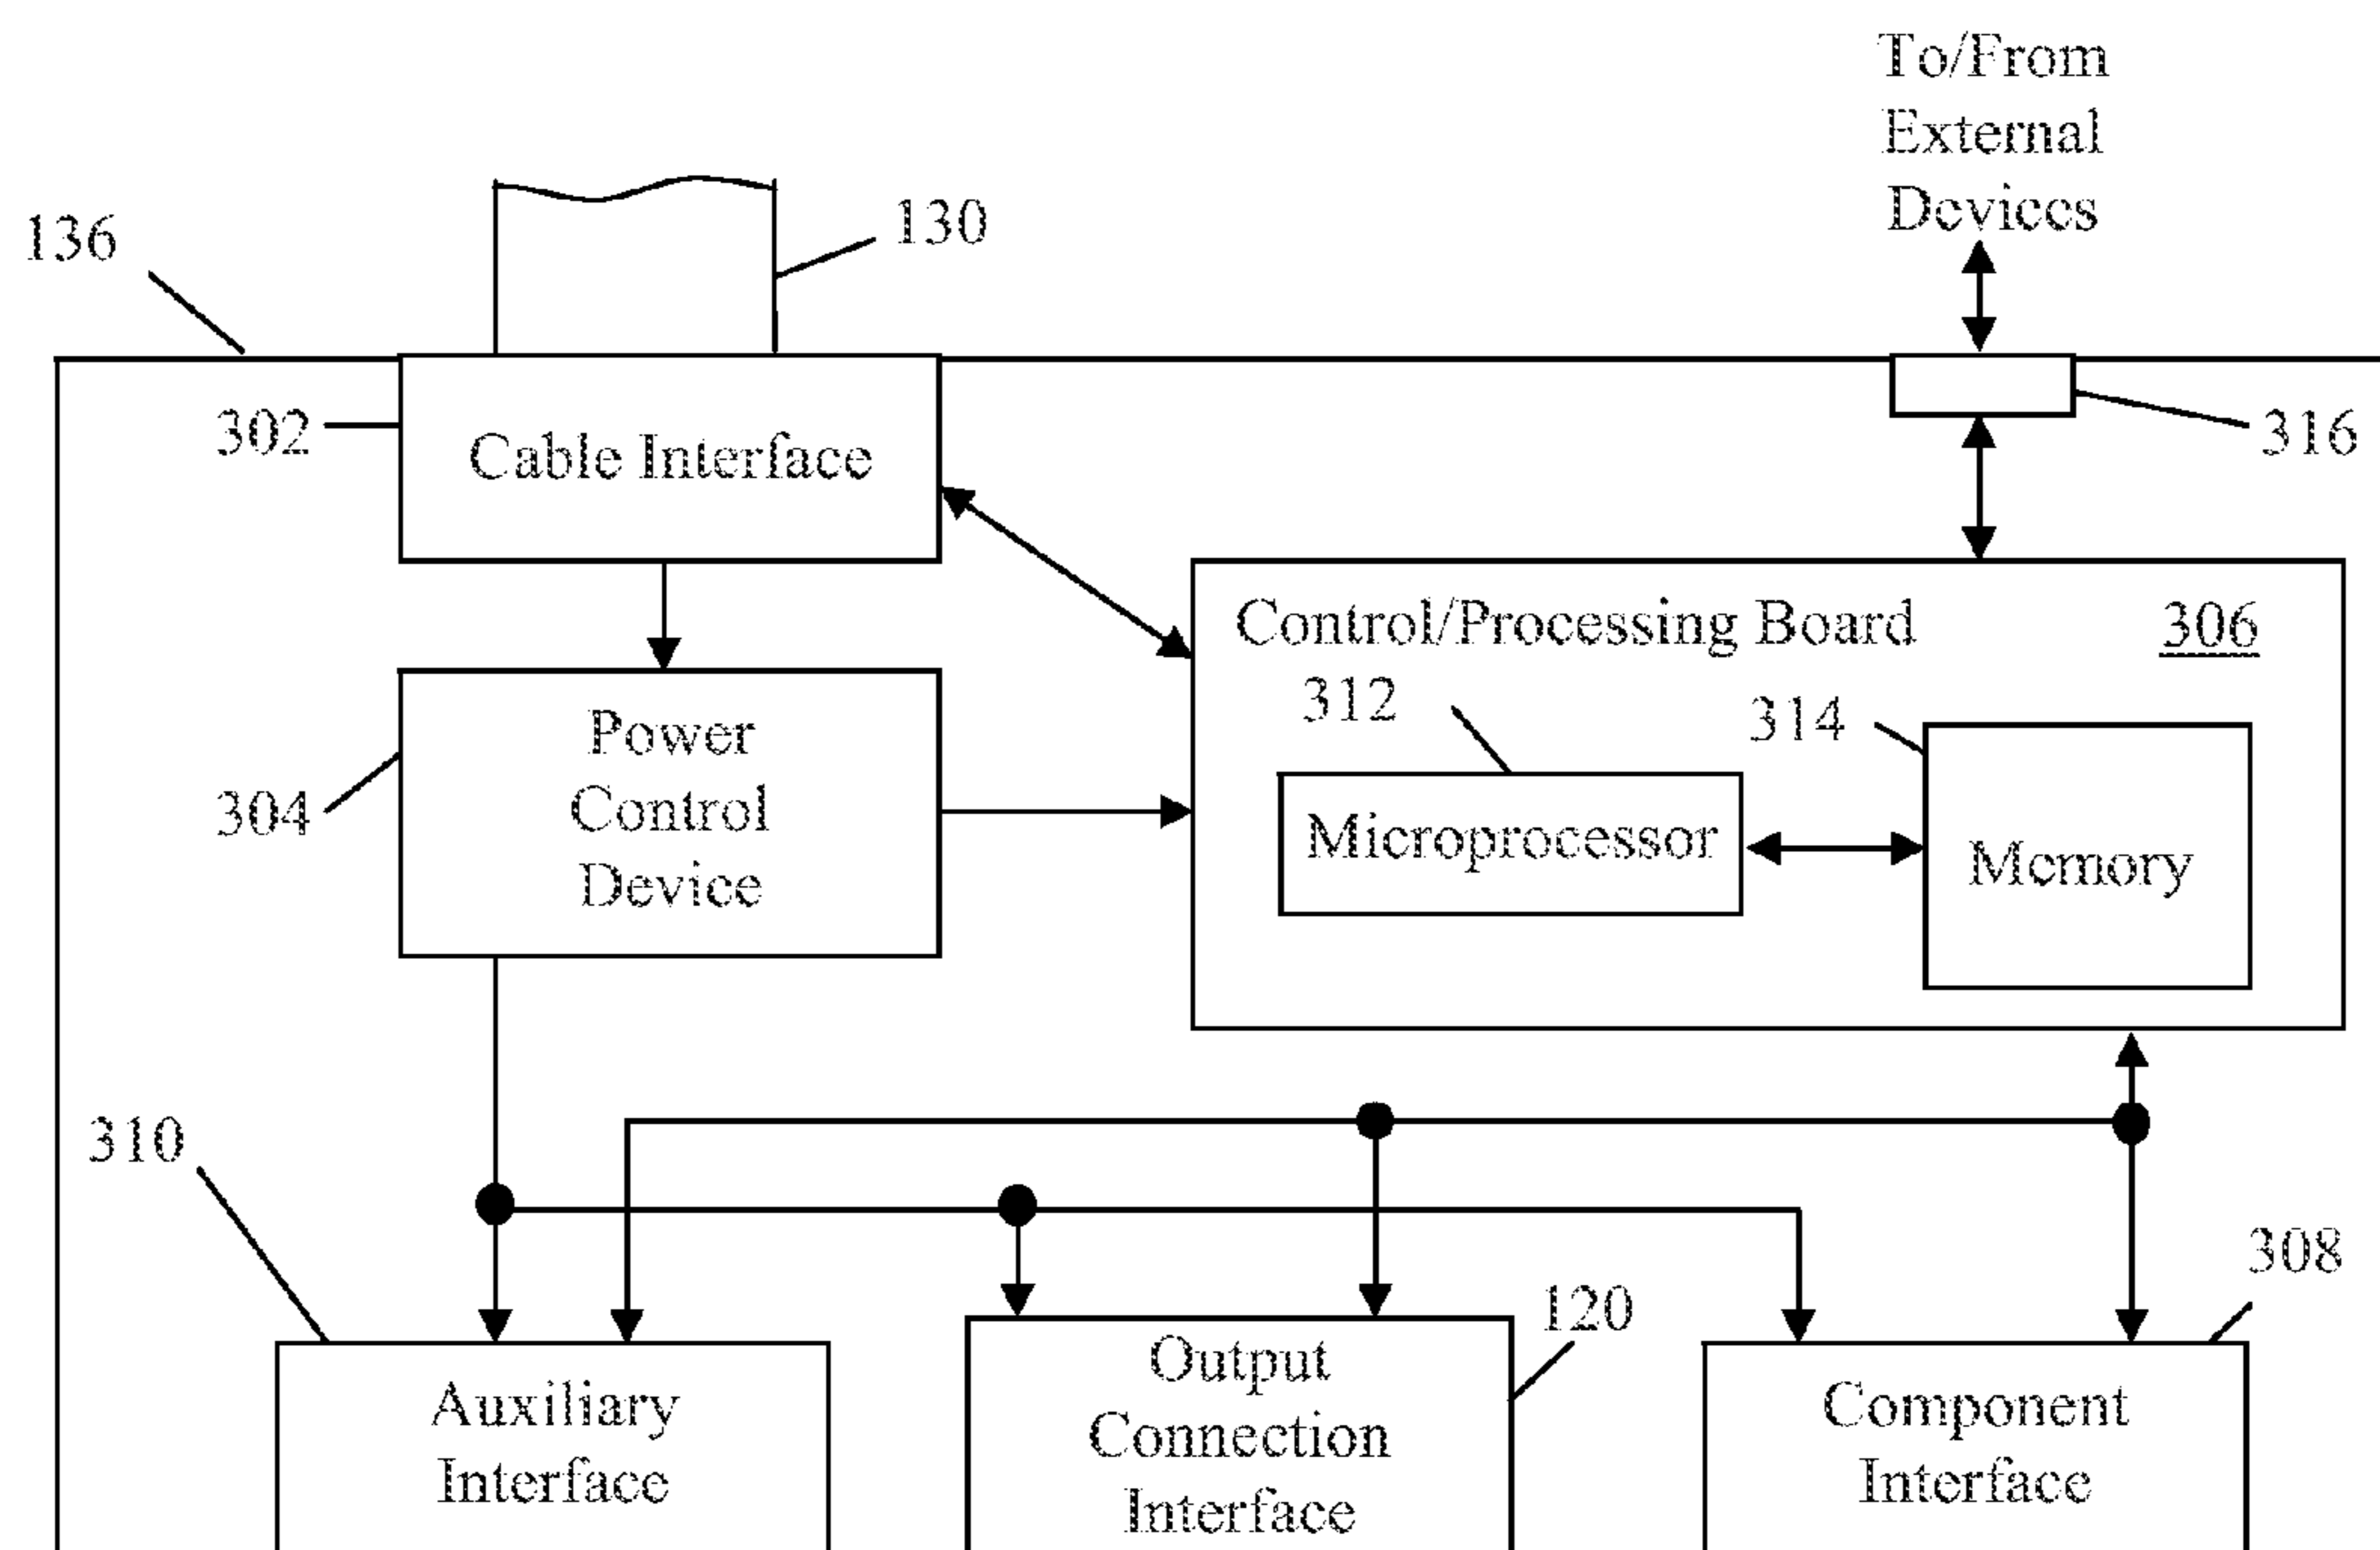 To/From
External
Devices
136
130
302
Cable Interface
316
Control/Processing Board
306
312
314
Power
Control
Device
304
Microprocessor
Memory
310
308
120
Auxiliary
Interface
Output
Connection
Interface
Component
Interface